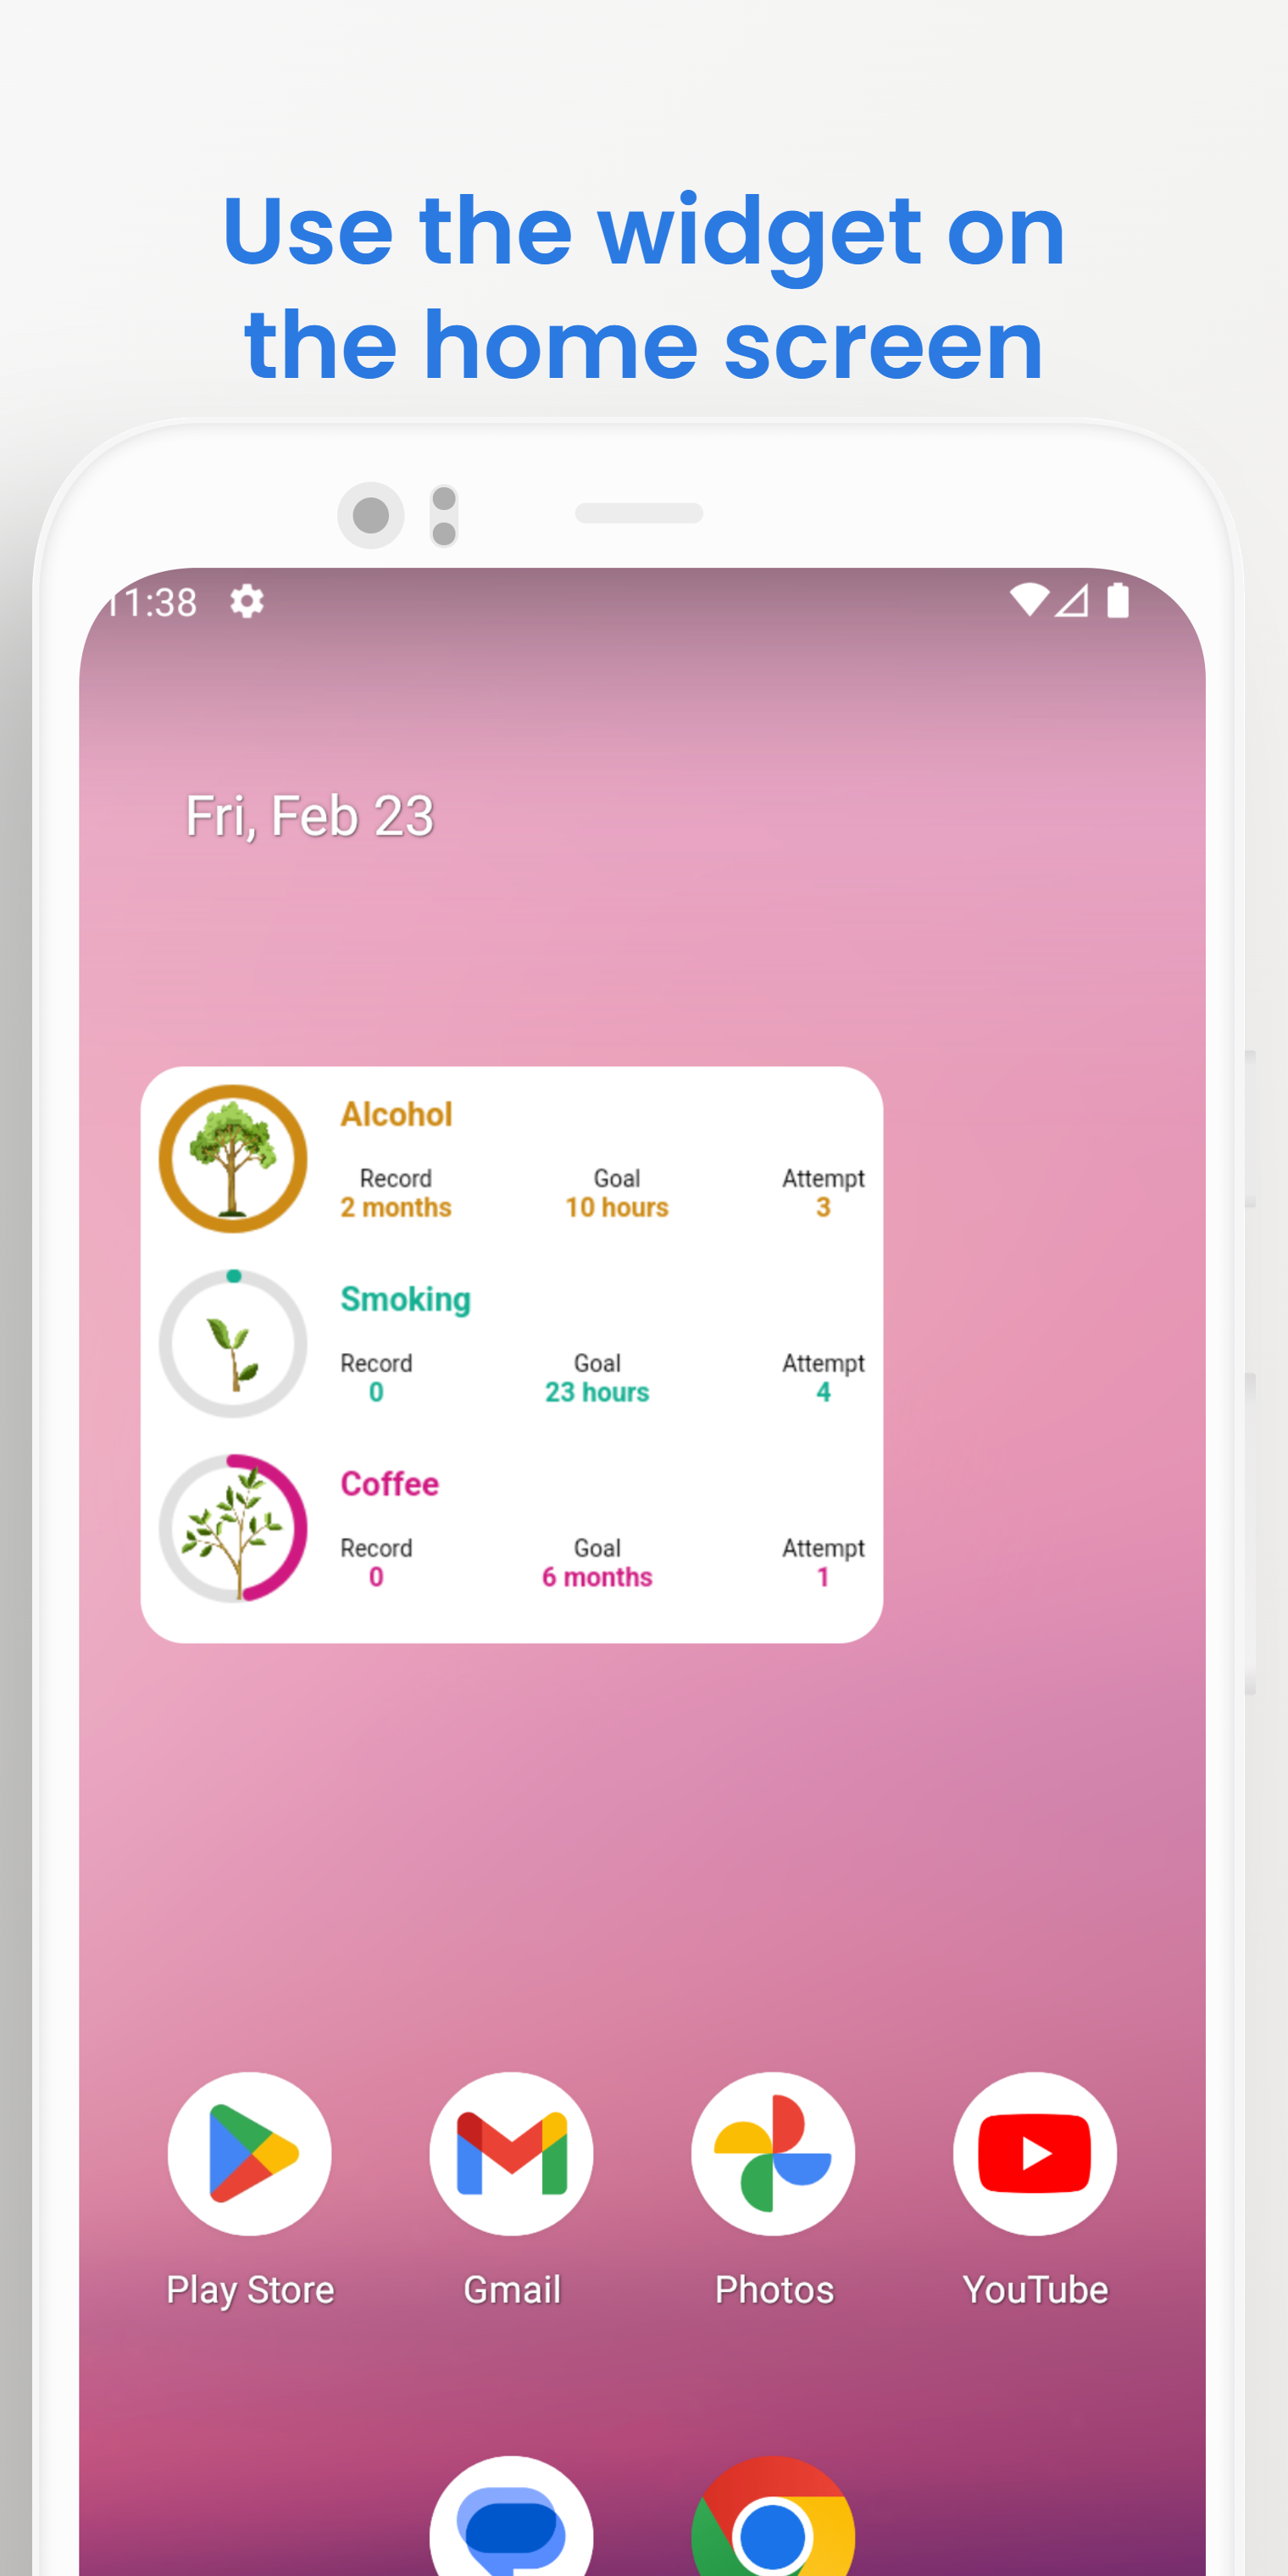 Use the widget on
the home screen
11:38
Fri, Feb 23
Alcohol
Record Goal Attempt
2 months 10 hours 3
Smoking
Record Goal Attempt
0 23 hours 4
Coffee
Record Goal Attempt
0 6 months 1
Play Store Gmail Photos YouTube